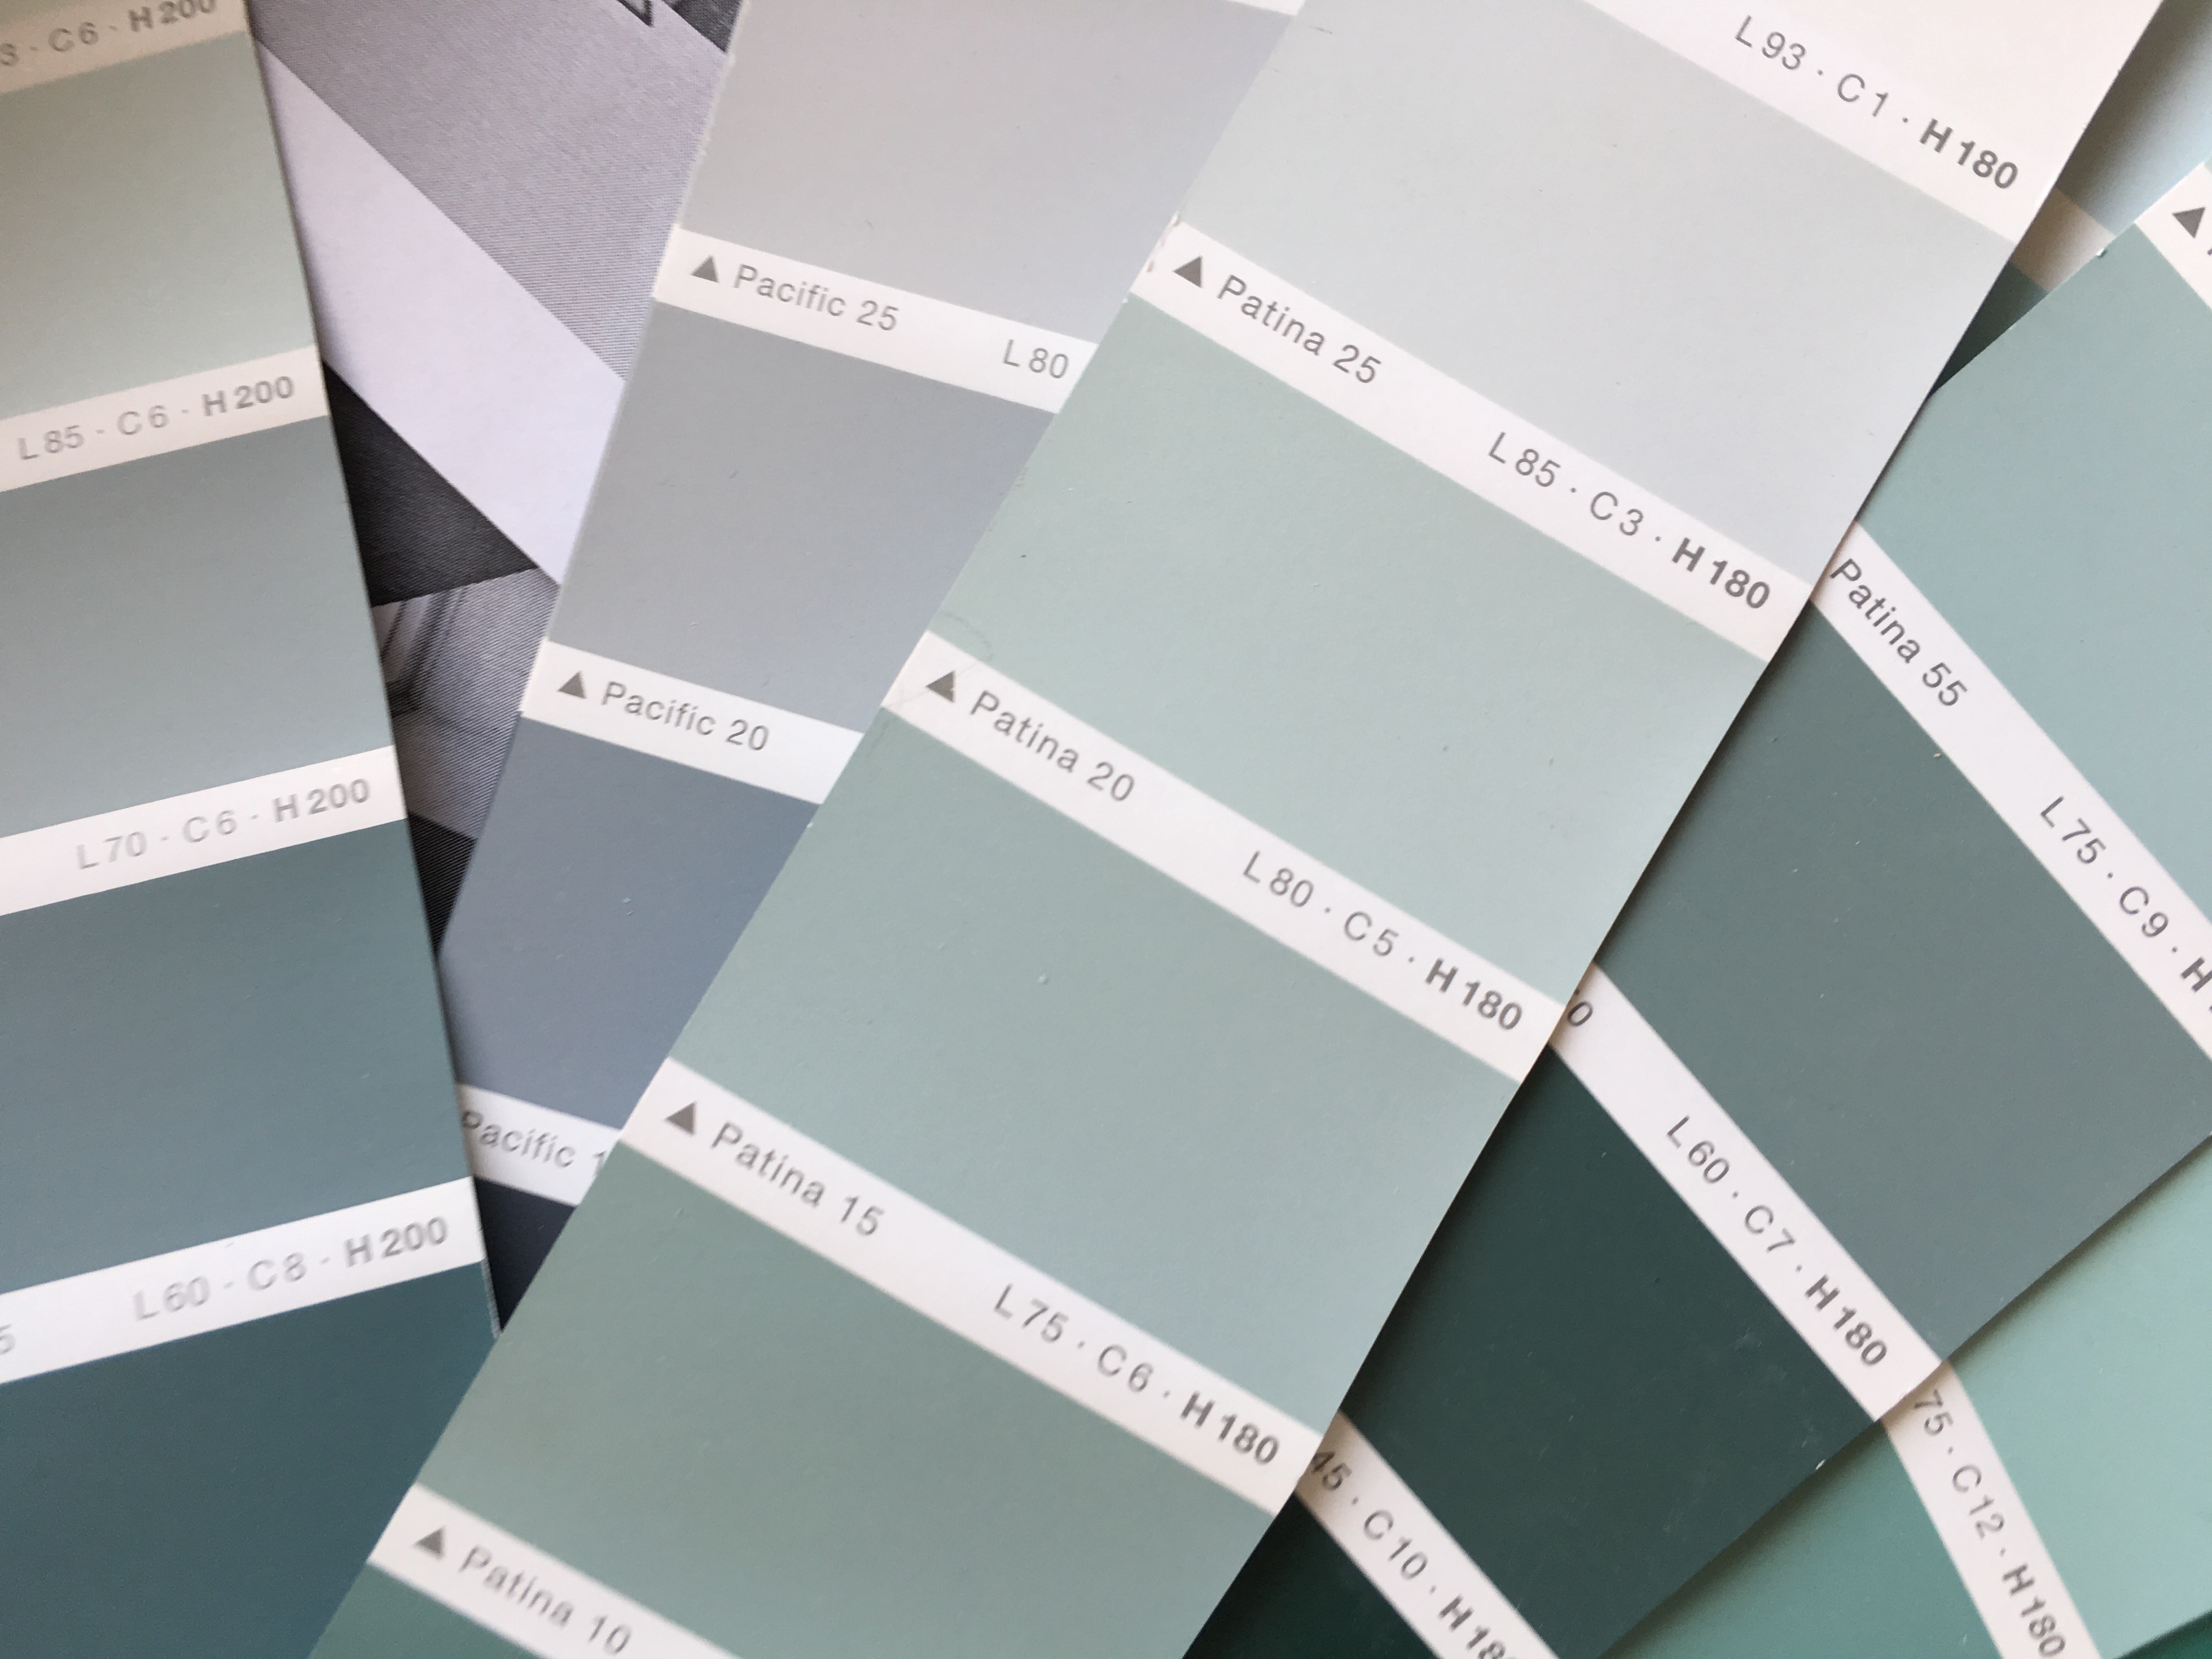 C6 · H200
L85 · C6 · H200
L70 · C6 · H200
L60 · C8 · H200
▲ Pacific 25 L80
▲ Pacific 20
Pacific
L93 · C1 · H180
▲ Patina 25 L85 · C3 · H180
▲ Patina 20 L80 · C5 · H180
▲ Patina 15 L75 · C6 · H180
▲ Patina 10
Patina 55 L75 · C9 · H
L60 · C7 · H180
45 · C10 · H180
75 · C12 · H180